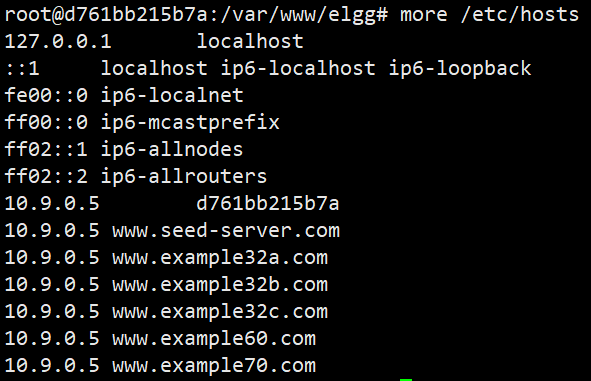 root@d761bb215b7a:/var/www/elgg# more /etc/hosts
127.0.0.1       localhost
::1     localhost ip6-localhost ip6-loopback
fe00::0 ip6-localnet
ff00::0 ip6-mcastprefix
ff02::1 ip6-allnodes
ff02::2 ip6-allrouters
10.9.0.5        d761bb215b7a
10.9.0.5 www.seed-server.com
10.9.0.5 www.example32a.com
10.9.0.5 www.example32b.com
10.9.0.5 www.example32c.com
10.9.0.5 www.example60.com
10.9.0.5 www.example70.com